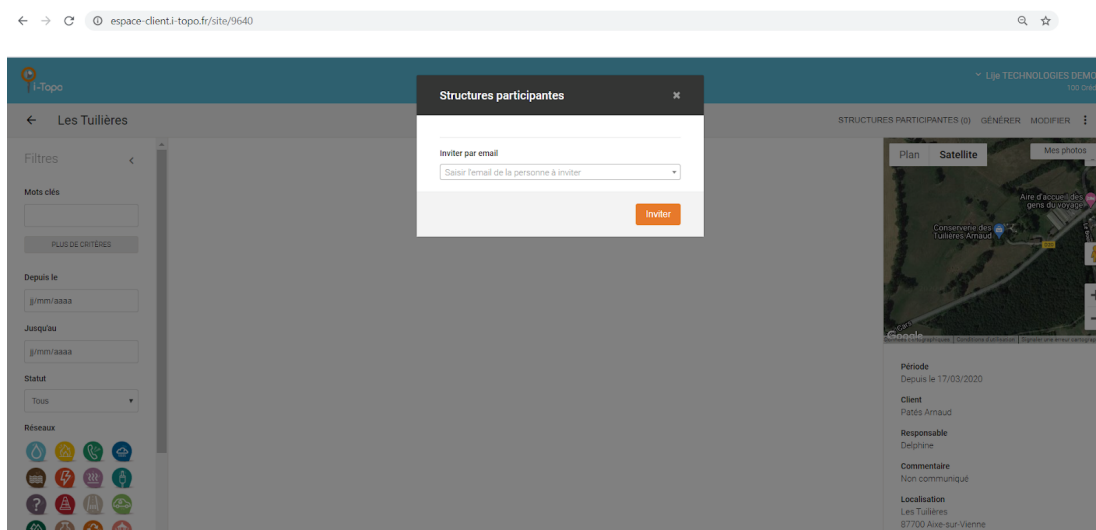 espace-client.i-topo.fr/site/9640
i-Topo
Lije TECHNOLOGIES DEMO
Les Tuilières
STRUCTURES PARTICIPANTES (0) GÉNÉRER MODIFIER
Structures participantes
Inviter par email
Saisir l'email de la personne à inviter
Inviter
Filtres
Mots clés
PLUS DE CRITÈRES
Depuis le
jj/mm/aaaa
Jusqu'au
jj/mm/aaaa
Statut
Tous
Réseaux
Plan Satellite
Mes photos
Aire d'accueil des
gens du voyage
Conserverie des
Tuilières Arnaud
Google
Conditions d'utilisation
Période
Depuis le 17/03/2020
Client
Patés Arnaud
Responsable
Delphine
Commentaire
Non communiqué
Localisation
Les Tuilières
87700 Aixe-sur-Vienne